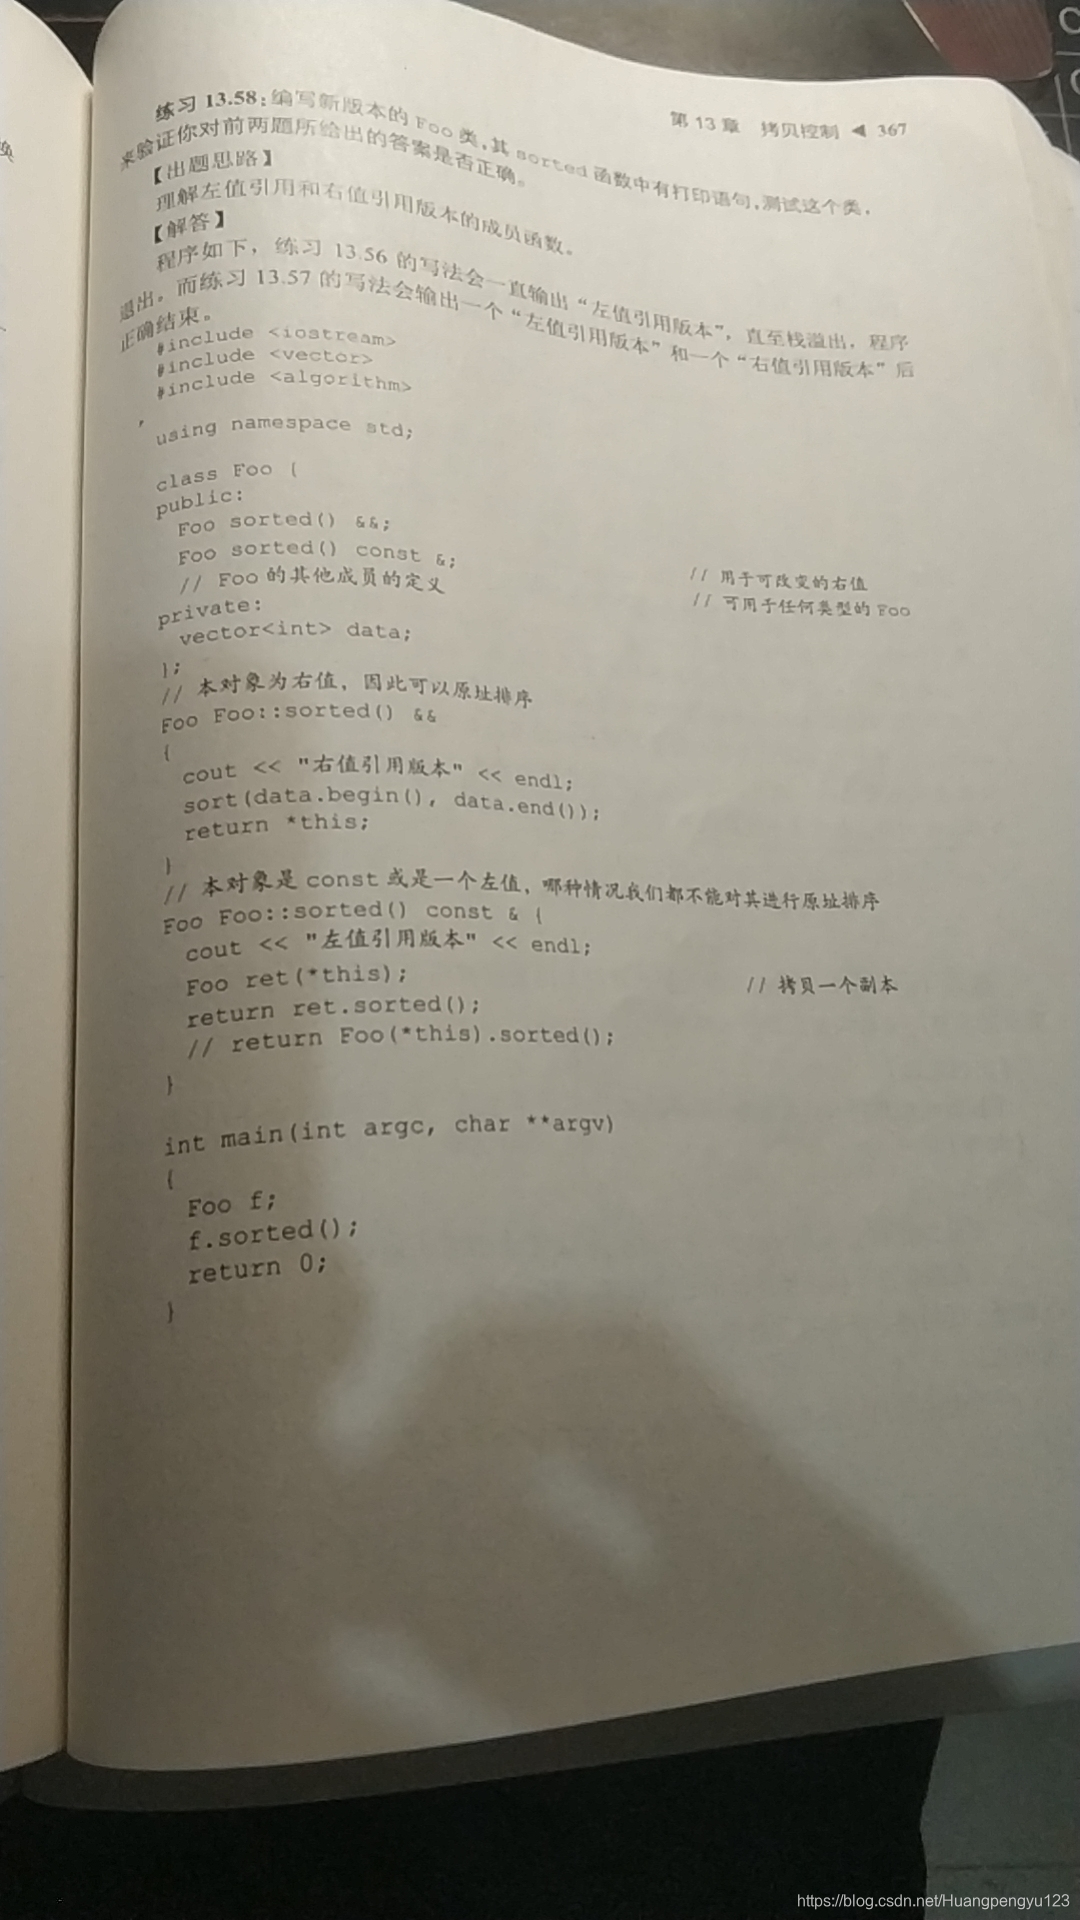 第 13 章 拷贝控制 ◀ 367
练习 13.58:编写新版本的 Foo 类,其 sorted 函数中有打印语句,测试这个类,
来验证你对前两题所给出的答案是否正确。
【出题思路】
理解左值引用和右值引用版本的成员函数。
【解答】
程序如下，练习 13.56 的写法会一直输出“左值引用版本”，直至栈溢出，程序
退出。而练习 13.57 的写法会输出一个“左值引用版本”和一个“右值引用版本”后
正确结束。
#include <iostream>
#include <vector>
#include <algorithm>
using namespace std;
class Foo {
public:
Foo sorted() &&; // 用于可改变的右值
Foo sorted() const &; // 可用于任何类型的 Foo
// Foo 的其他成员的定义
private:
vector<int> data;
};
// 本对象为右值，因此可以原址排序
Foo Foo::sorted() &&
{
cout << "右值引用版本" << endl;
sort(data.begin(), data.end());
return *this;
}
// 本对象是 const 或是一个左值，哪种情况我们都不能对其进行原址排序
Foo Foo::sorted() const & {
cout << "左值引用版本" << endl;
Foo ret(*this); // 拷贝一个副本
return ret.sorted();
// return Foo(*this).sorted();
}
int main(int argc, char **argv)
{
Foo f;
f.sorted();
return 0;
}
https://blog.csdn.net/Huangpengyu123